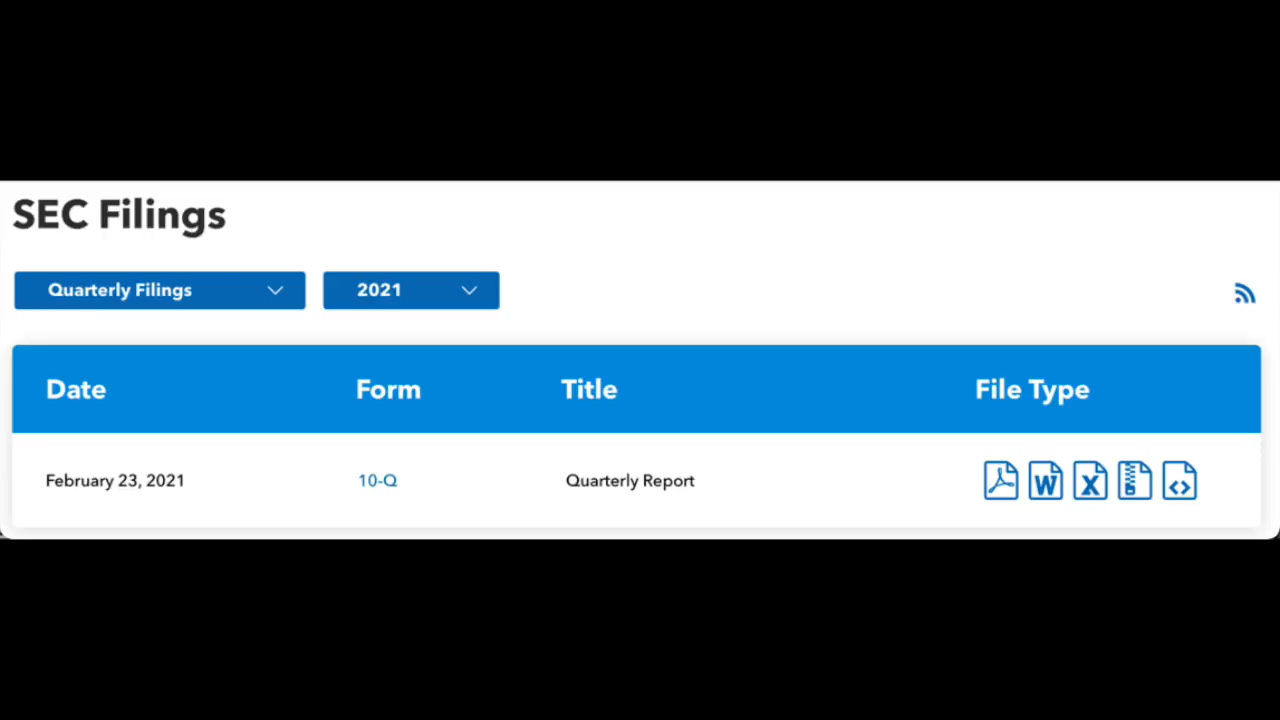 SEC Filings
Quarterly Filings 2021
Date Form Title File Type
February 23, 2021 10-Q Quarterly Report